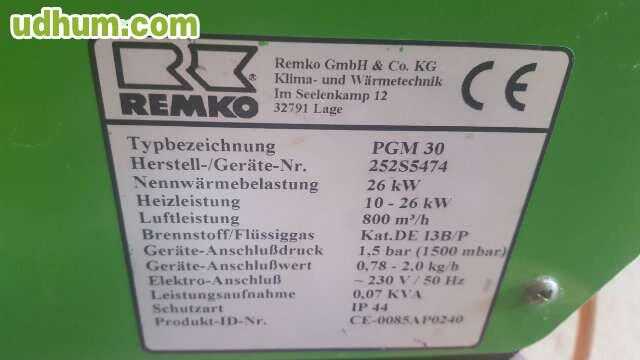 udhum.com
REMKO
®
Remko GmbH & Co. KG
Klima- und Wärmetechnik
Im Seelenkamp 12
32791 Lage
CE
Typbezeichnung PGM 30
Herstell-/Geräte-Nr. 252S5474
Nennwärmebelastung 26 kW
Heizleistung 10 - 26 kW
Luftleistung 800 m³/h
Brennstoff/Flüssiggas Kat.DE I3B/P
Geräte-Anschlußdruck 1,5 bar (1500 mbar)
Geräte-Anschlußwert 0,78 - 2,0 kg/h
Elektro-Anschluß ~ 230 V / 50 Hz
Leistungsaufnahme 0,07 KVA
Schutzart IP 44
Produkt-ID-Nr. CE-0085AP0240